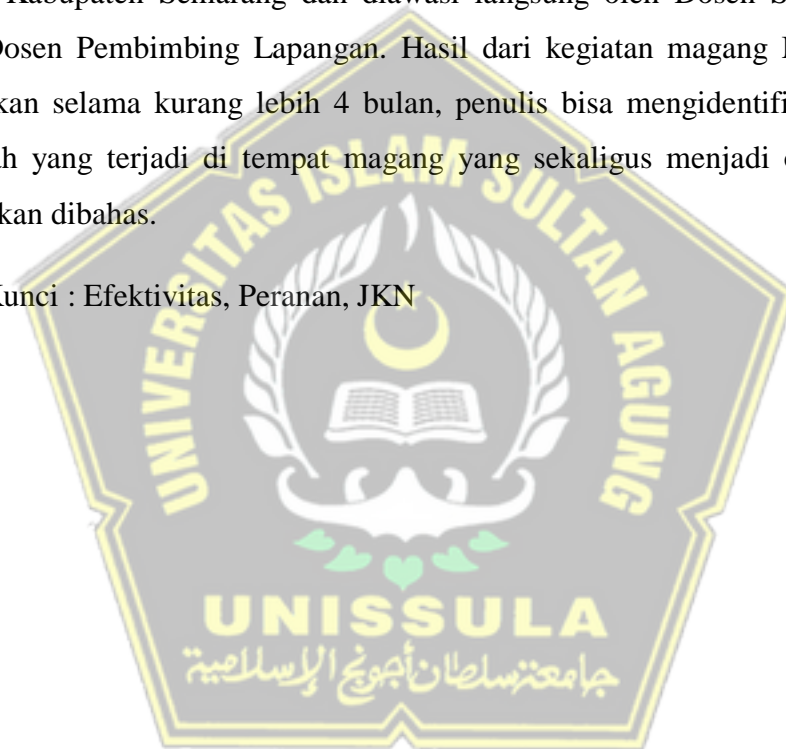 Kabupaten Semarang dan diawasi langsung oleh Dosen S
Dosen Pembimbing Lapangan. Hasil dari kegiatan magang
kan selama kurang lebih 4 bulan, penulis bisa mengidentifi
ah yang terjadi di tempat magang yang sekaligus menjadi
kan dibahas.
Kunci : Efektivitas, Peranan, JKN
UNIVERSITAS ISLAM SULTAN AGUNG
UNISSULA
جامعتنسلطان أجونج الإسلامية